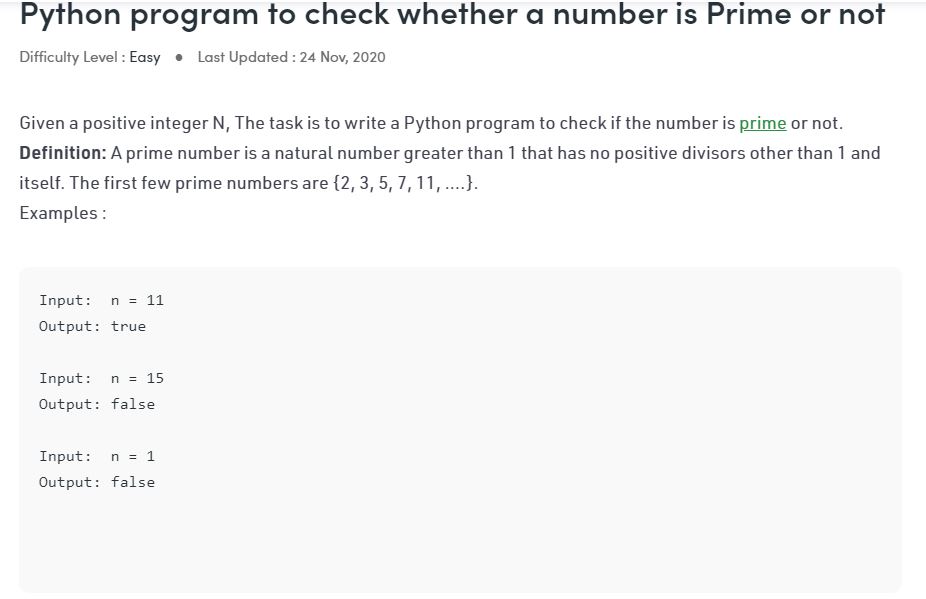 Python program to check whether a number is Prime or not
Difficulty Level : Easy ● Last Updated : 24 Nov, 2020
Given a positive integer N, The task is to write a Python program to check if the number is prime or not.
Definition: A prime number is a natural number greater than 1 that has no positive divisors other than 1 and
itself. The first few prime numbers are {2, 3, 5, 7, 11, ....}.
Examples :
Input:  n = 11
Output: true
Input:  n = 15
Output: false
Input:  n = 1
Output: false